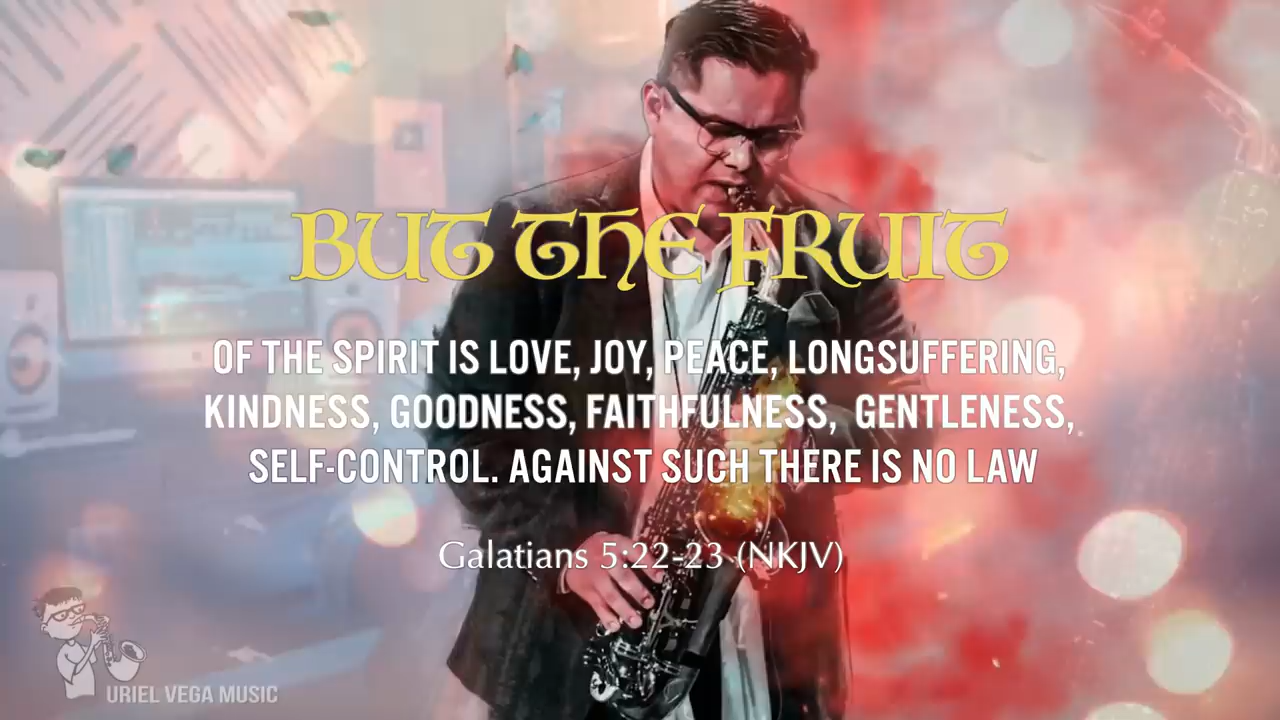 BUT THE FRUIT
OF THE SPIRIT IS LOVE, JOY, PEACE, LONGSUFFERING,
KINDNESS, GOODNESS, FAITHFULNESS, GENTLENESS,
SELF-CONTROL. AGAINST SUCH THERE IS NO LAW
Galatians 5:22-23 (NKJV)
URIEL VEGA MUSIC